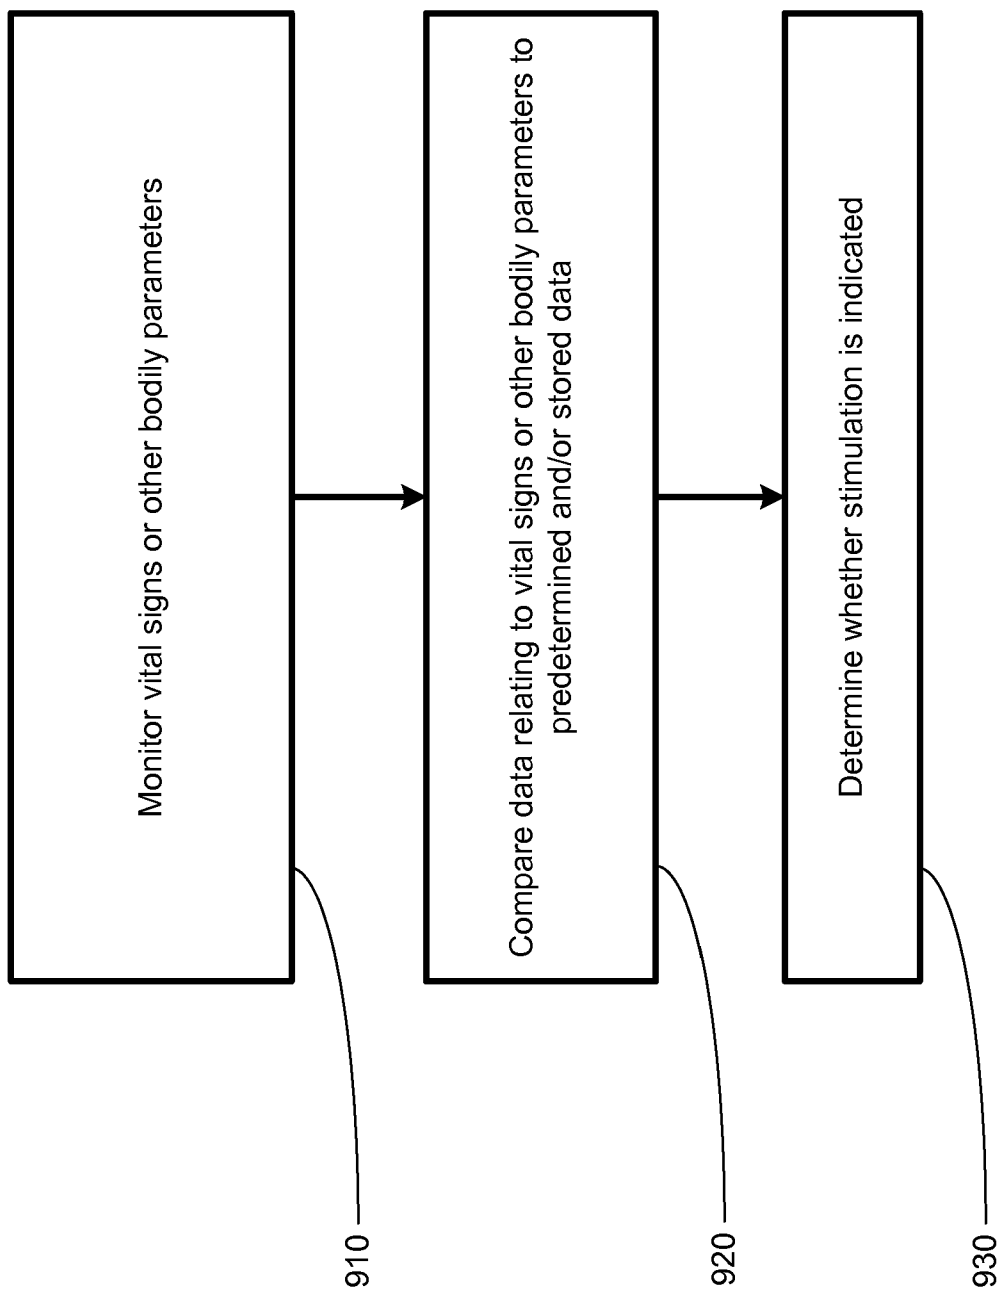 Monitor vital signs or other bodily parameters
910
Compare data relating to vital signs or other bodily parameters to
predetermined and/or stored data
920
Determine whether stimulation is indicated
930